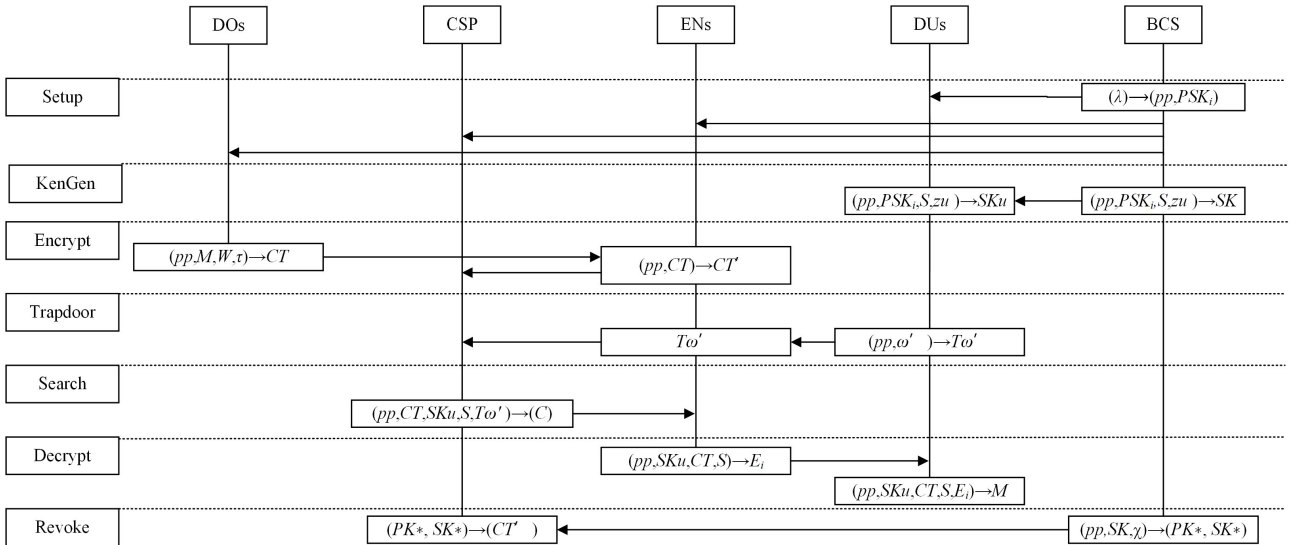 DOs
CSP
ENs
DUs
BCS
Setup
(λ)→(pp,PSKi)
KenGen
(pp,PSKi,S,zu )→SKu
(pp,PSKi,S,zu )→SK
Encrypt
(pp,M,W,τ)→CT
(pp,CT)→CT′
Trapdoor
Tω′
(pp,ω′ )→Tω′
Search
(pp,CT,SKu,S,Tω′ )→(C)
Decrypt
(pp,SKu,CT,S)→Ei
(pp,SKu,CT,S,Ei)→M
Revoke
(PK*, SK*)→(CT′ )
(pp,SK,χ)→(PK*, SK*)